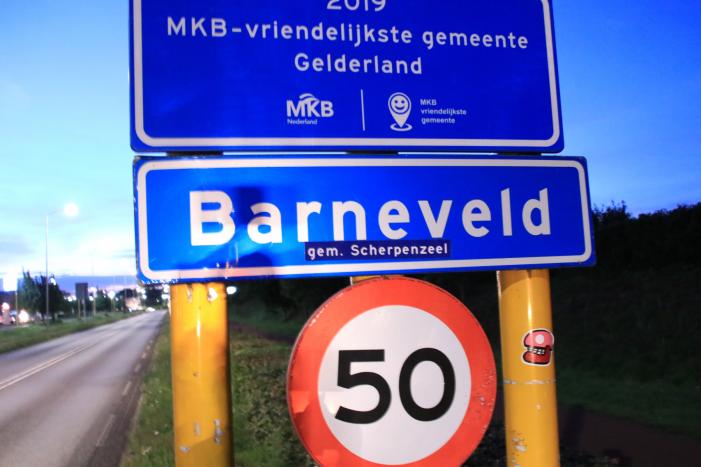 2019
MKB-vriendelijkste gemeente
Gelderland
MKB
Nederland
MKB
vriendelijkste
gemeente
Barneveld
gem. Scherpenzeel
50